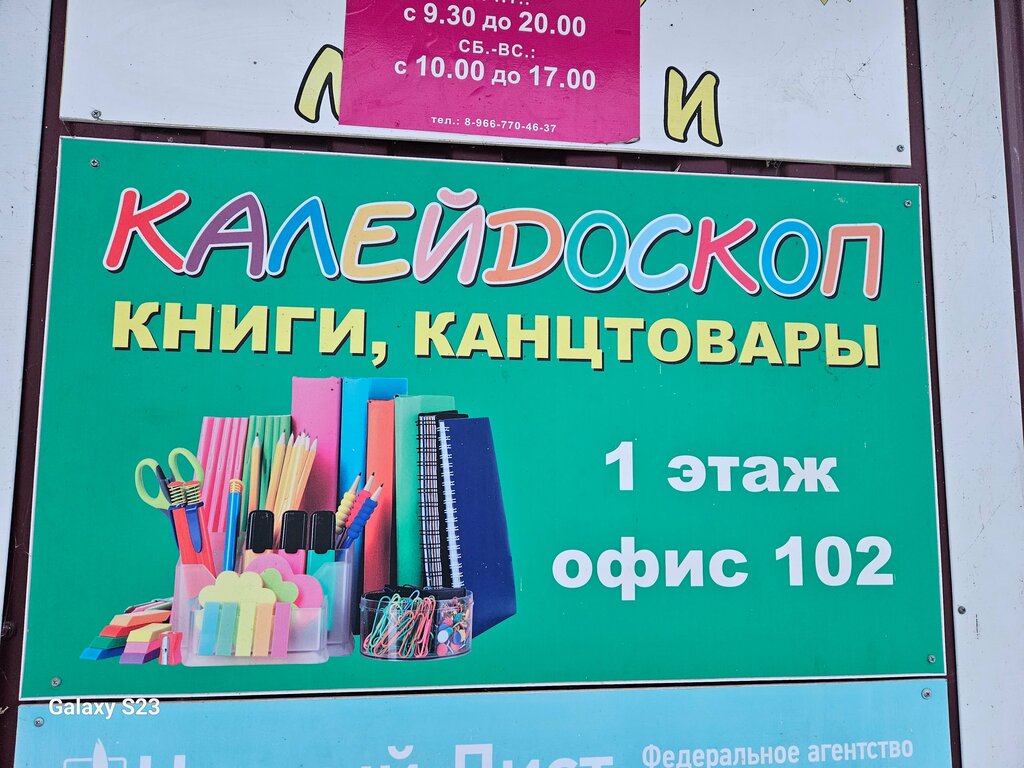 с 9.30 до 20.00
СБ.-ВС.:
с 10.00 до 17.00
тел.: 8-966-770-46-37
КАЛЕЙДОСКОП
КНИГИ, КАНЦТОВАРЫ
1 этаж
офис 102
Galaxy S23
Лист
Федеральное агентство